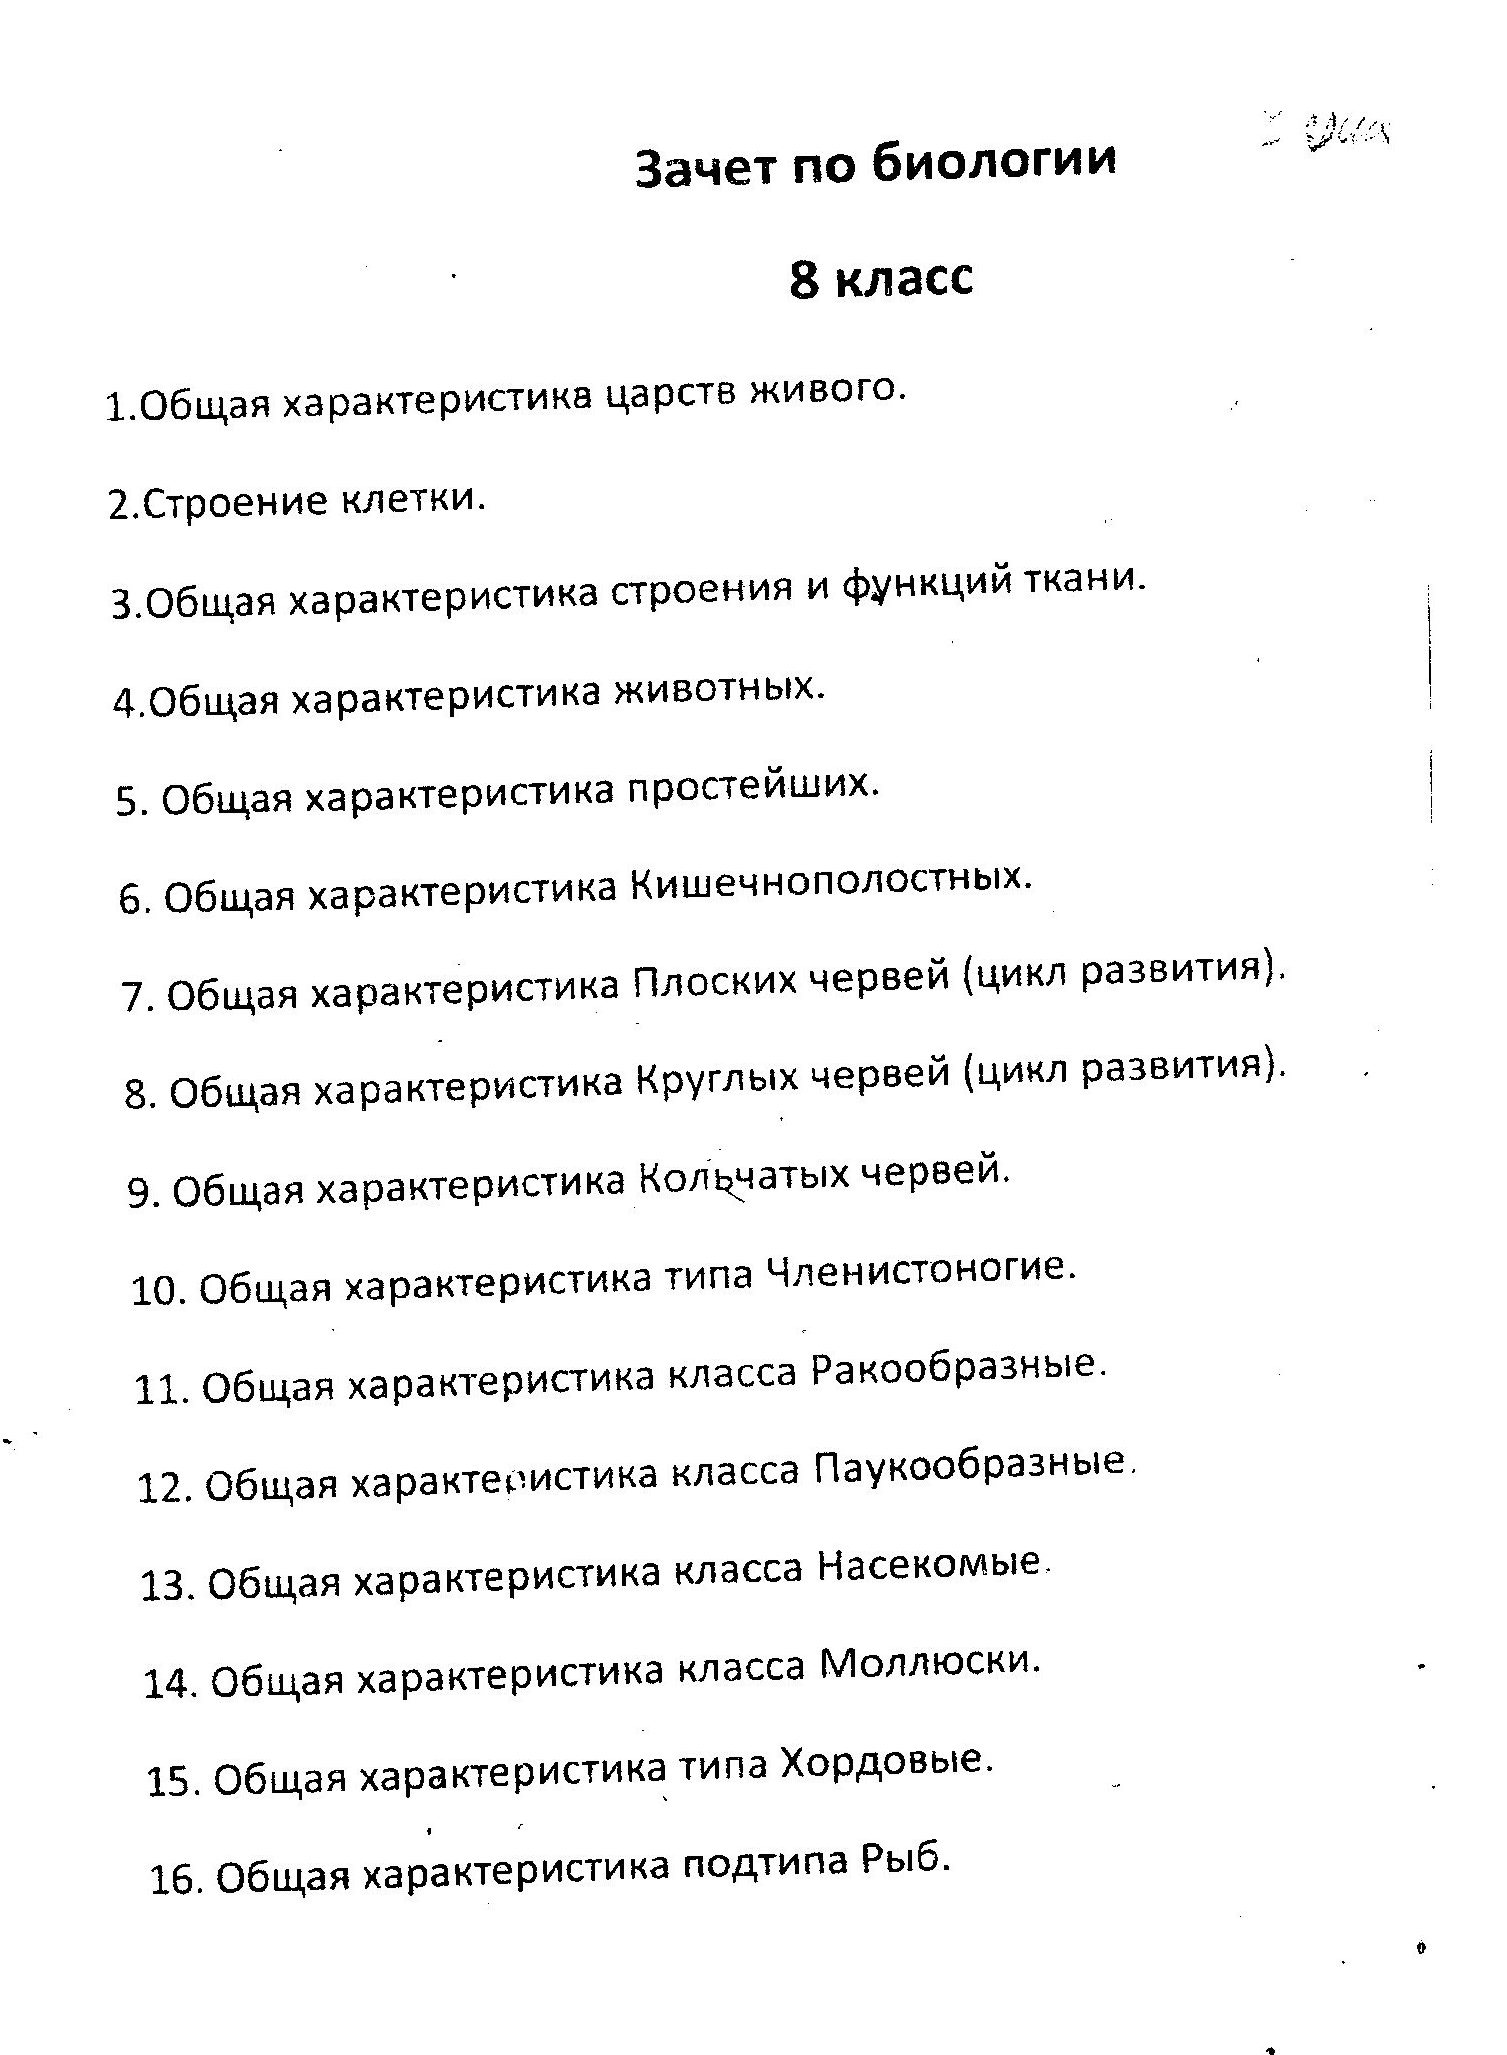 Зачет по биологии
8 класс
1.Общая характеристика царств живого.
2.Строение клетки.
3.Общая характеристика строения и функций ткани.
4.Общая характеристика животных.
5. Общая характеристика простейших.
6. Общая характеристика Кишечнополостных.
7. Общая характеристика Плоских червей (цикл развития).
8. Общая характеристика Круглых червей (цикл развития).
9. Общая характеристика Кольчатых червей.
10. Общая характеристика типа Членистоногие.
11. Общая характеристика класса Ракообразные.
12. Общая характеристика класса Паукообразные.
13. Общая характеристика класса Насекомые.
14. Общая характеристика класса Моллюски.
15. Общая характеристика типа Хордовые.
16. Общая характеристика подтипа Рыб.